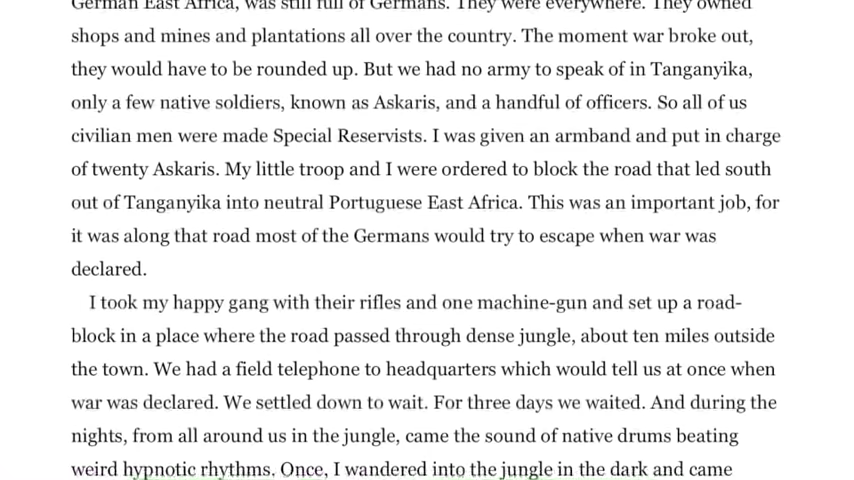 German East Africa, was still full of Germans. They were everywhere. They owned
shops and mines and plantations all over the country. The moment war broke out,
they would have to be rounded up. But we had no army to speak of in Tanganyika,
only a few native soldiers, known as Askaris, and a handful of officers. So all of us
civilian men were made Special Reservists. I was given an armband and put in charge
of twenty Askaris. My little troop and I were ordered to block the road that led south
out of Tanganyika into neutral Portuguese East Africa. This was an important job, for
it was along that road most of the Germans would try to escape when war was
declared.
I took my happy gang with their rifles and one machine-gun and set up a road-
block in a place where the road passed through dense jungle, about ten miles outside
the town. We had a field telephone to headquarters which would tell us at once when
war was declared. We settled down to wait. For three days we waited. And during the
nights, from all around us in the jungle, came the sound of native drums beating
weird hypnotic rhythms. Once, I wandered into the jungle in the dark and came